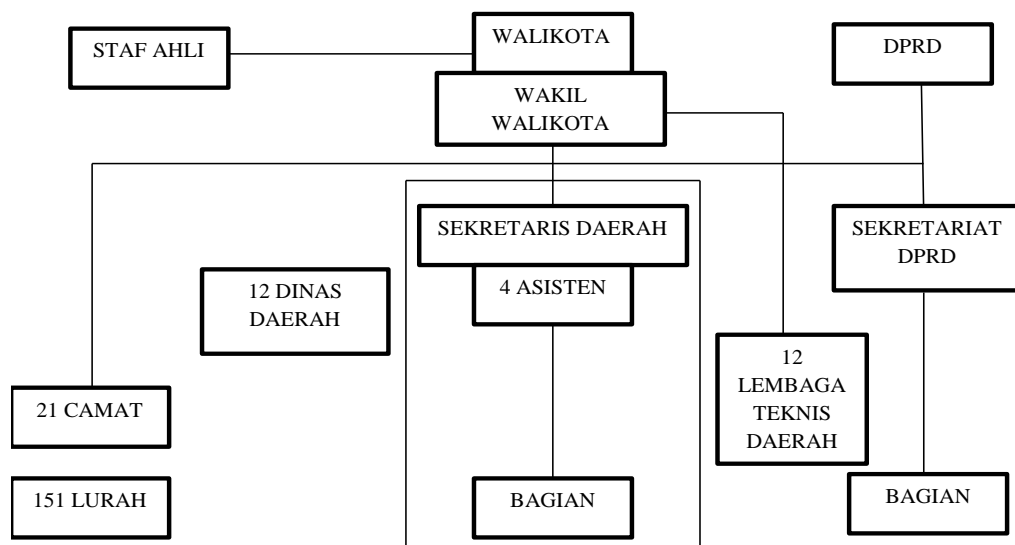 STAF AHLI
WALIKOTA
DPRD
WAKIL
WALIKOTA
SEKRETARIS DAERAH
SEKRETARIAT
DPRD
12 DINAS
DAERAH
4 ASISTEN
12
LEMBAGA
TEKNIS
DAERAH
21 CAMAT
151 LURAH
BAGIAN
BAGIAN